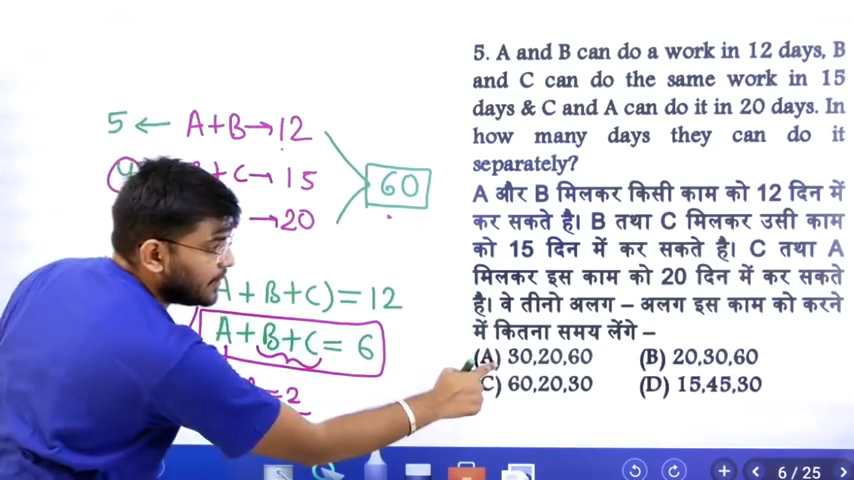 5. A and B can do a work in 12 days, B
and C can do the same work in 15
days & C and A can do it in 20 days. In
how many days they can do it
separately?
A और B मिलकर किसी काम को 12 दिन में
कर सकते है। B तथा C मिलकर उसी काम
को 15 दिन में कर सकते है। C तथा A
मिलकर इस काम को 20 दिन में कर सकते
है। वे तीनो अलग – अलग इस काम को करने
में कितना समय लेंगे –
(A) 30,20,60 (B) 20,30,60
C) 60,20,30 (D) 15,45,30
5 ← A+B→12
+C→ 15
→20
60
A+B+C)=12
A+B+C= 6
=2
6 / 25